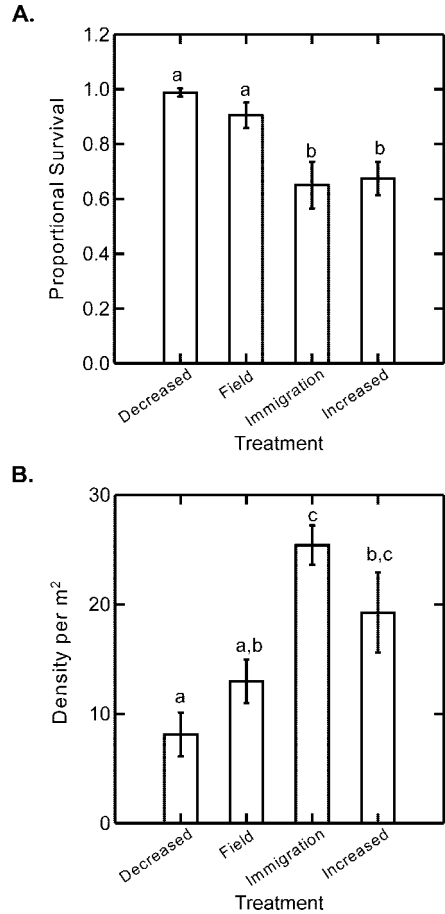 A.
1.2
1.0
0.8
0.6
0.4
0.2
0.0
Proportional Survival
a
a
b
b
Decreased
Field
Immigration
Increased
Treatment
B.
30
20
10
0
Density per m²
a
a,b
c
b,c
Decreased
Field
Immigration
Increased
Treatment